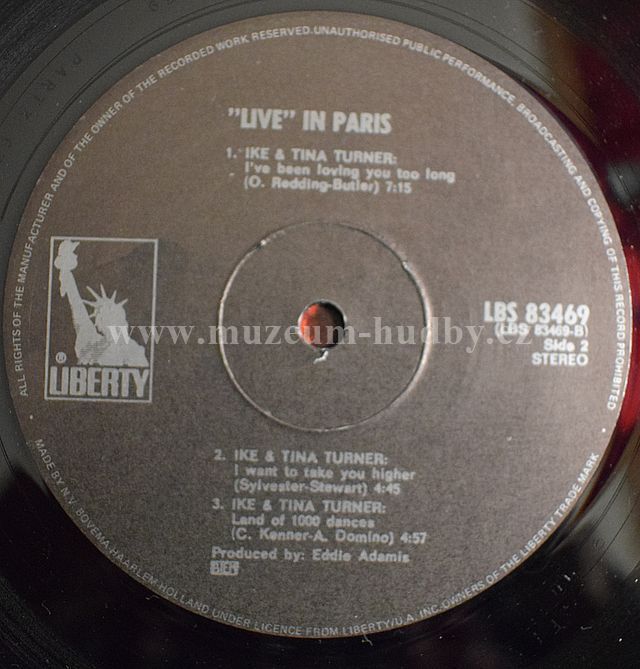 ALL RIGHTS OF THE MANUFACTURER AND OF THE OWNER OF THE RECORDED WORK RESERVED. UNAUTHORISED PUBLIC PERFORMANCE, BROADCASTING AND COPYING OF THIS RECORD PROHIBITED
"LIVE" IN PARIS
1. IKE & TINA TURNER:
I've been loving you too long
(O. Redding-Butler) 7:15
LBS 83469
(LBS 83469-B)
Side 2
STEREO
www.muzeum-hudby.cz
® LIBERTY
2. IKE & TINA TURNER:
I want to take you higher
(Sylvester-Stewart) 4:45
3. IKE & TINA TURNER:
Land of 1000 dances
(C. Kenner-A. Domino) 4:57
Produced by: Eddie Adamis
BIEM
MADE BY N.V. BOVEMA HAARLEM-HOLLAND UNDER LICENCE FROM LIBERTY/U.A. INC. OWNERS OF THE LIBERTY TRADE MARK